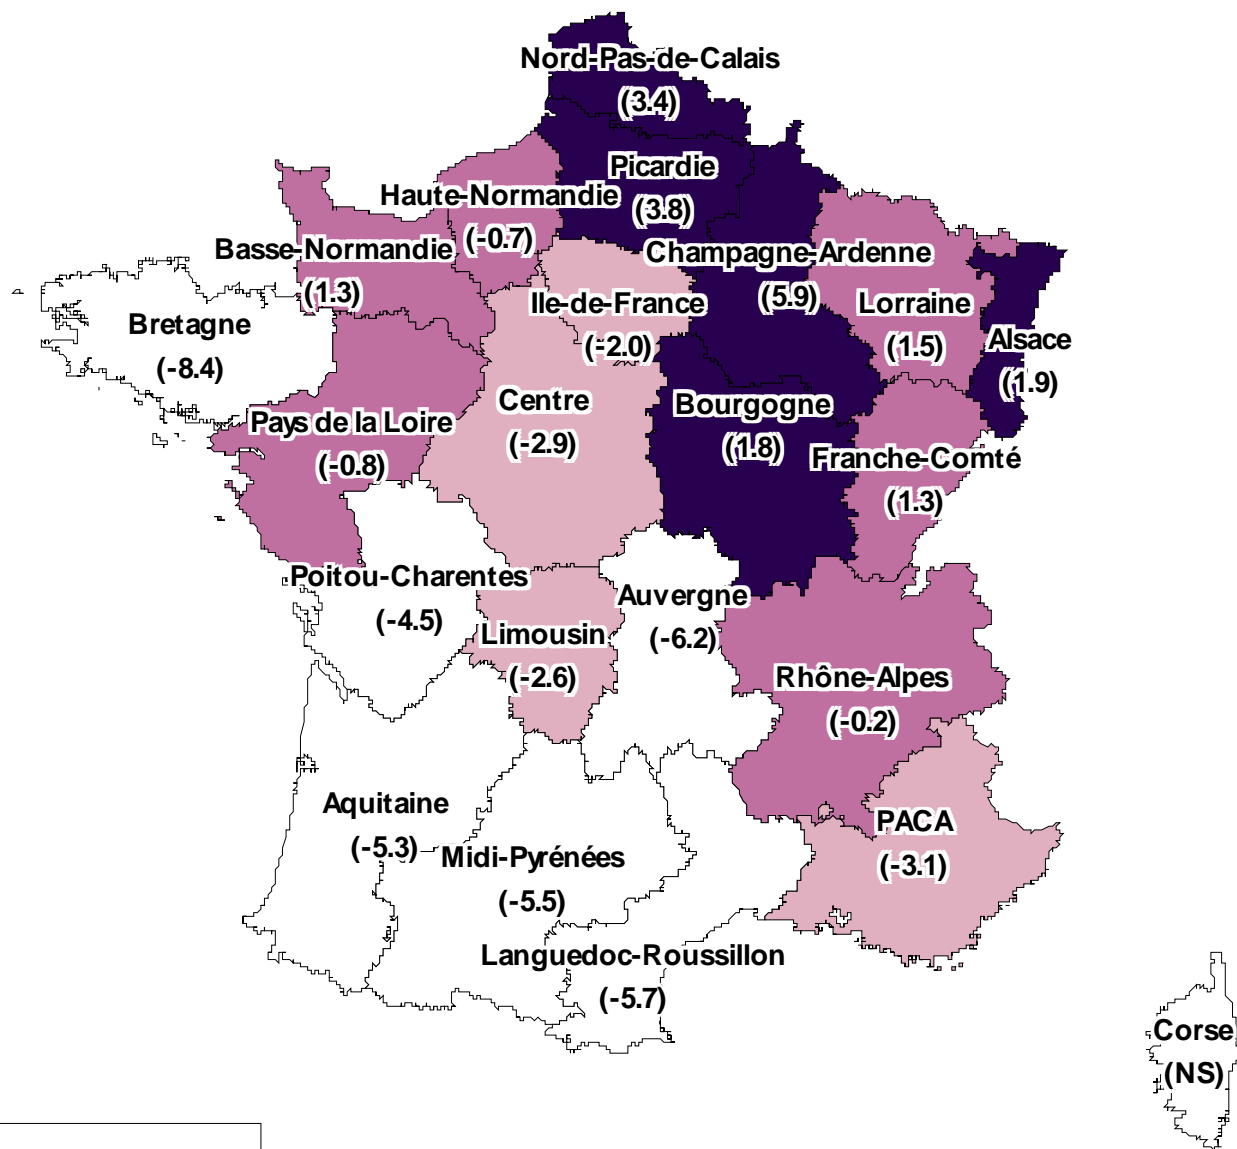 Nord-Pas-de-Calais
(3.4)
Picardie
(3.8)
Haute-Normandie
(-0.7)
Basse-Normandie
(1.3)
Champagne-Ardenne
(5.9)
Ile-de-France
(-2.0)
Lorraine
(1.5)
Alsace
(1.9)
Bretagne
(-8.4)
Pays de la Loire
(-0.8)
Centre
(-2.9)
Bourgogne
(1.8)
Franche-Comté
(1.3)
Poitou-Charentes
(-4.5)
Limousin
(-2.6)
Auvergne
(-6.2)
Rhône-Alpes
(-0.2)
Aquitaine
(-5.3)
Midi-Pyrénées
(-5.5)
PACA
(-3.1)
Languedoc-Roussillon
(-5.7)
Corse
(NS)